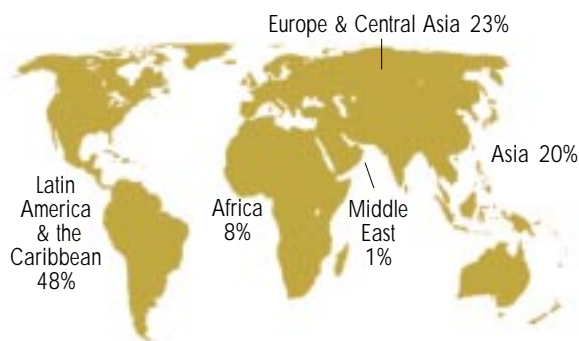 Europe & Central Asia 23%
Asia 20%
Latin
America
& the
Caribbean
48%
Africa
8%
Middle
East
1%